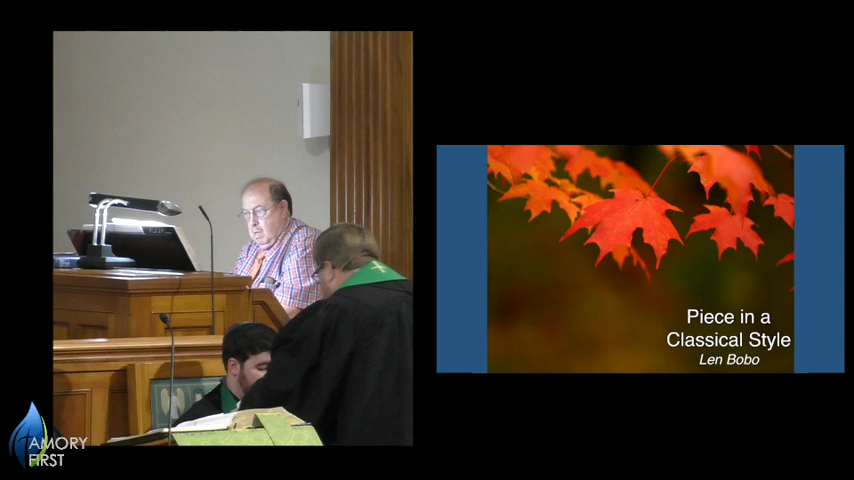 Piece in a
Classical Style
Len Bobo
AMORY
FIRST